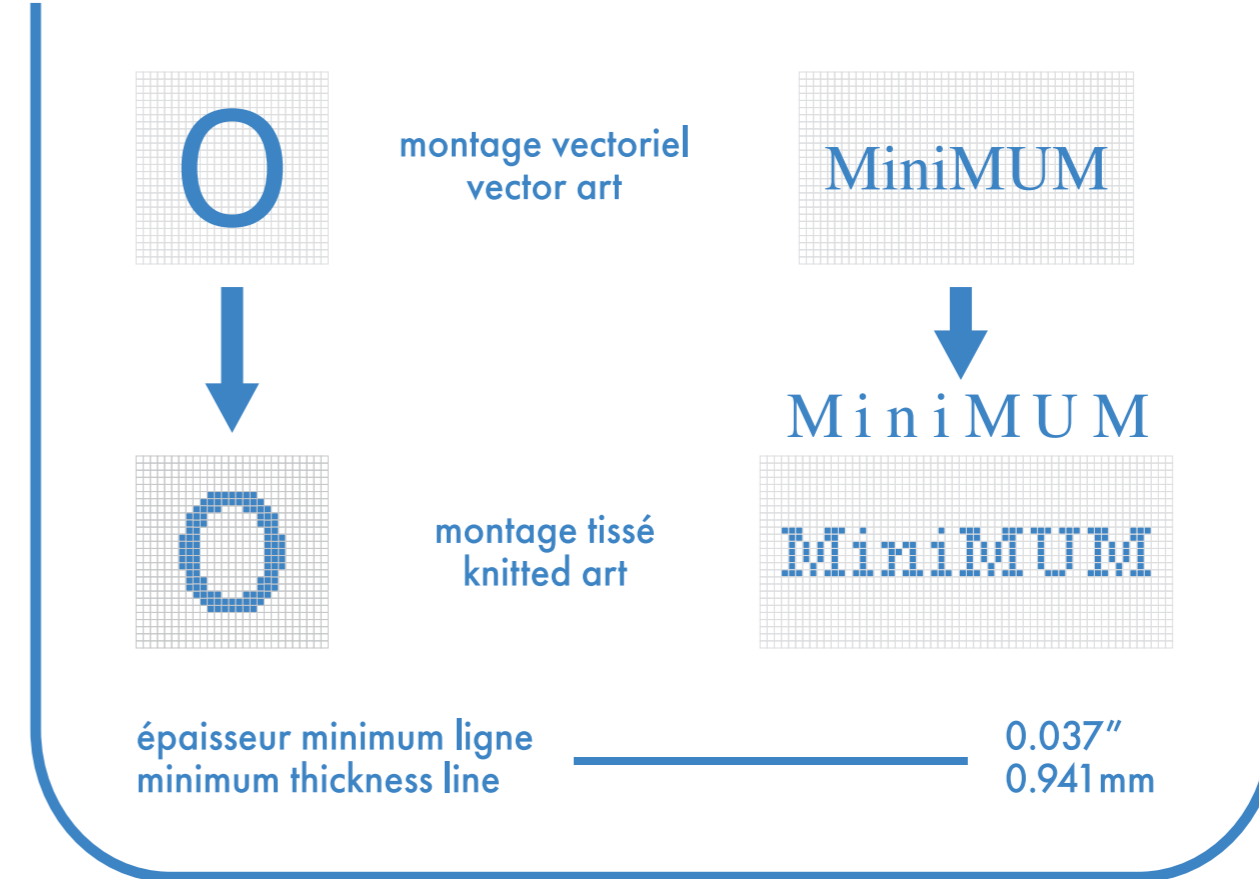 O
montage vectoriel
vector art
MiniMUM
MiniMUM
O
montage tissé
knitted art
MiniMUM
épaisseur minimum ligne
minimum thickness line
0.037"
0.941mm